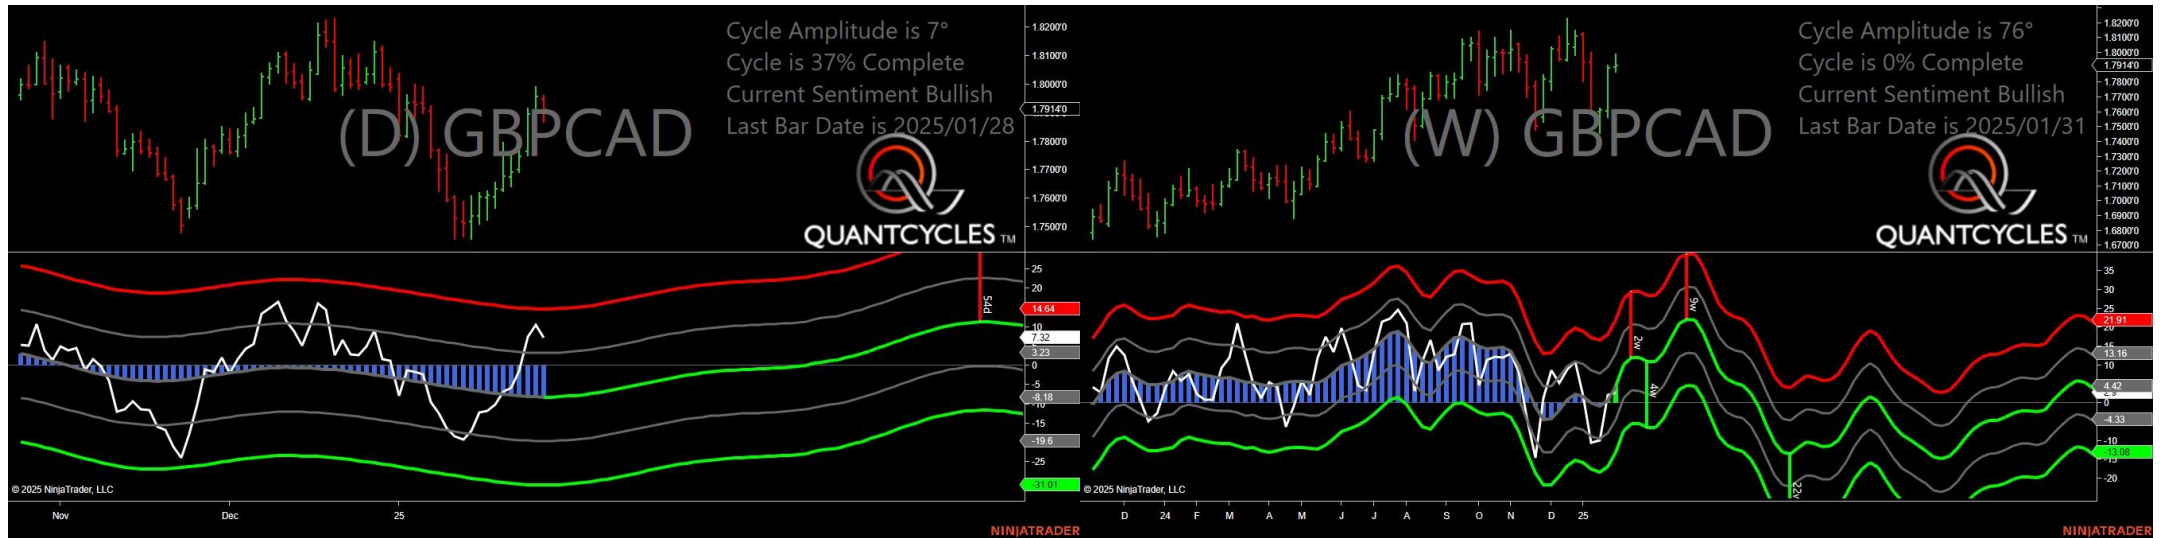 Cycle Amplitude is 7°
Cycle is 37% Complete
Current Sentiment Bullish
Last Bar Date is 2025/01/28
(D) GBPCAD
QUANTCYCLES TM
1.8200'0
1.8100'0
1.8000'0
1.7914'0
1.7800'0
1.7700'0
1.7600'0
1.7500'0
54d
25
20
14.64
10
7.32
3.23
0
-5
-8.18
-15
-19.6
-25
-31.01
© 2025 NinjaTrader, LLC
Nov
Dec
25
NINJATRADER
Cycle Amplitude is 76°
Cycle is 0% Complete
Current Sentiment Bullish
Last Bar Date is 2025/01/31
(W) GBPCAD
QUANTCYCLES TM
1.8200'0
1.8100'0
1.8000'0
1.7914'0
1.7800'0
1.7700'0
1.7600'0
1.7500'0
1.7400'0
1.7300'0
1.7200'0
1.7100'0
1.7000'0
1.6900'0
1.6800'0
1.6700'0
2w
4w
9w
22w
35
30
25
21.91
13.16
10
4.42
0
-4.33
-10
-13.08
-20
© 2025 NinjaTrader, LLC
D
24
F
M
A
M
J
J
A
S
O
N
D
25
NINJATRADER